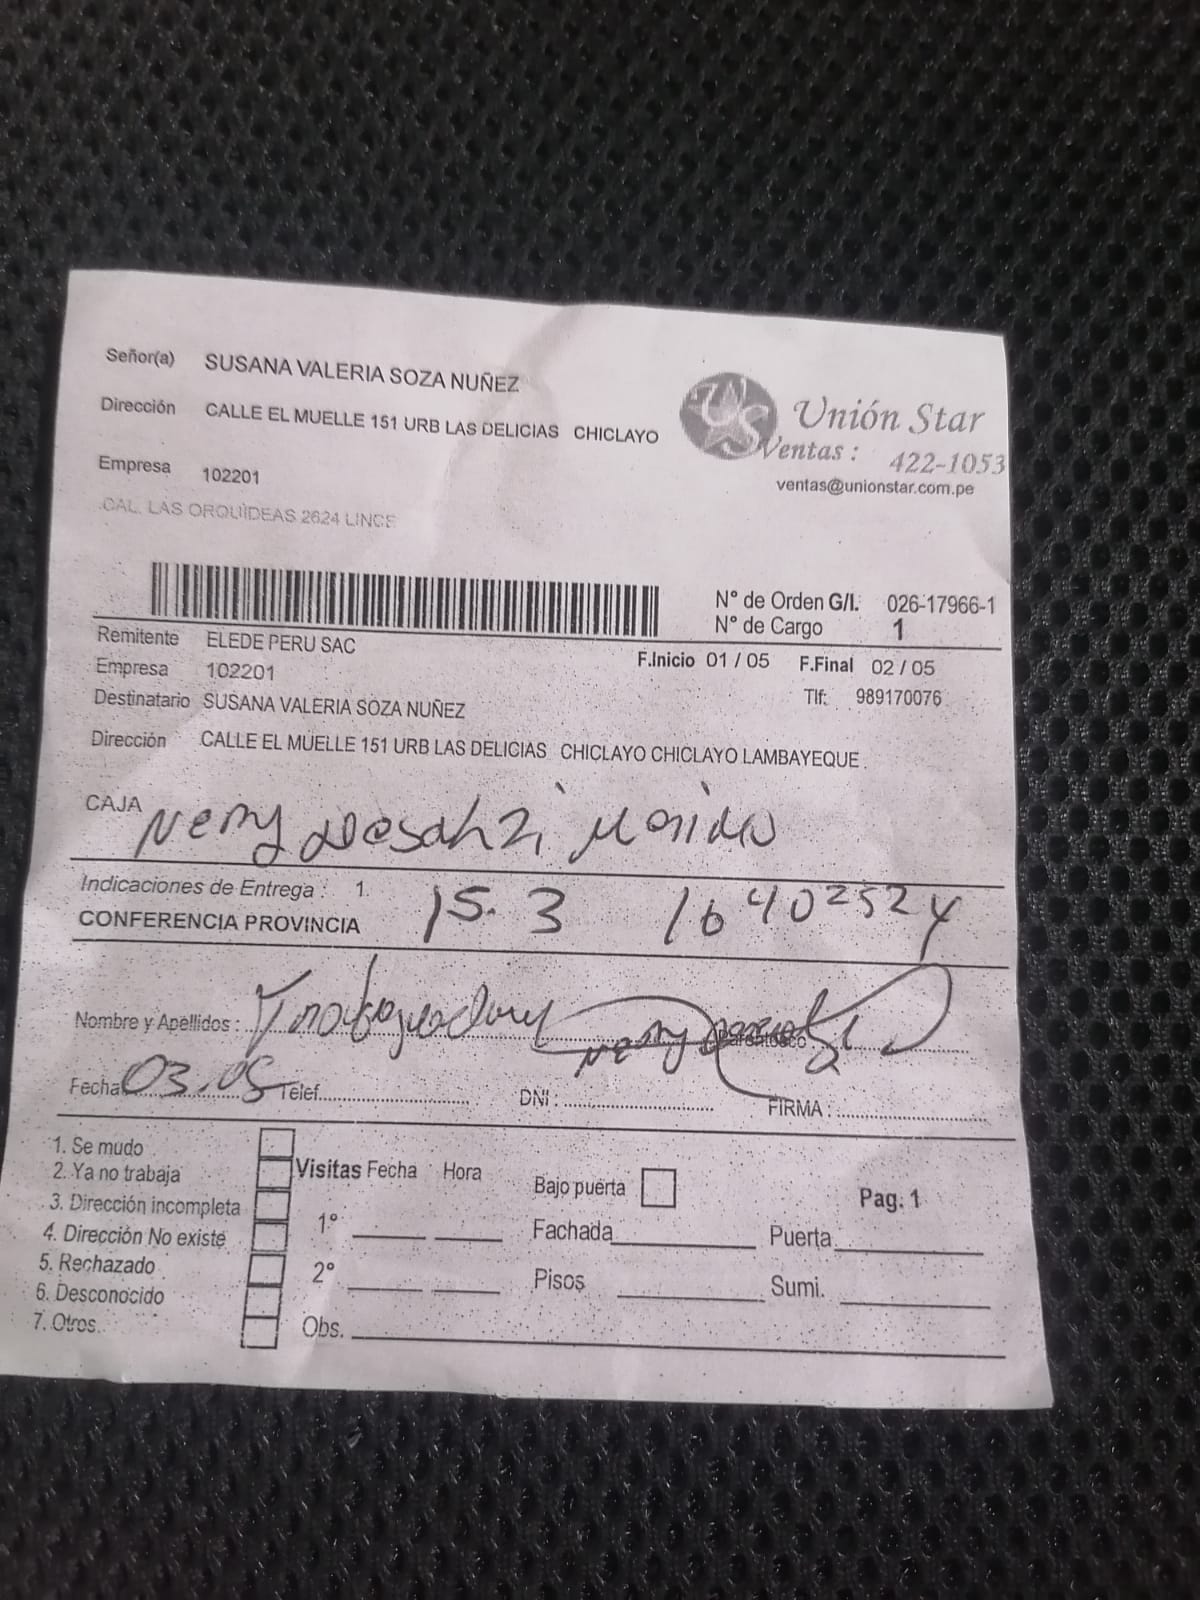 Señor(a) SUSANA VALERIA SOZA NUÑEZ
Dirección CALLE EL MUELLE 151 URB LAS DELICIAS CHICLAYO
Unión Star
Ventas : 422-1053
ventas@unionstar.com.pe
Empresa 102201
CAL. LAS ORQUÍDEAS 2624 LINCE
N° de Orden G/I. 026-17966-1
N° de Cargo 1
Remitente ELEDE PERU SAC
F.Inicio 01 / 05 F.Final 02 / 05
Empresa 102201
Tlf: 989170076
Destinatario SUSANA VALERIA SOZA NUÑEZ
Dirección CALLE EL MUELLE 151 URB LAS DELICIAS CHICLAYO CHICLAYO LAMBAYEQUE
CAJA Nemy
Indicaciones de Entrega : 1.
CONFERENCIA PROVINCIA 15.3 16402524
Nombre y Apellidos : Parentesco
Fecha 03.05 Telef. DNI : FIRMA :
1. Se mudo
2. Ya no trabaja
3. Dirección incompleta
4. Dirección No existe
5. Rechazado
6. Desconocido
7. Otros.
Visitas Fecha Hora
1°
2°
Obs.
Bajo puerta
Pag. 1
Fachada Puerta
Pisos Sumi.